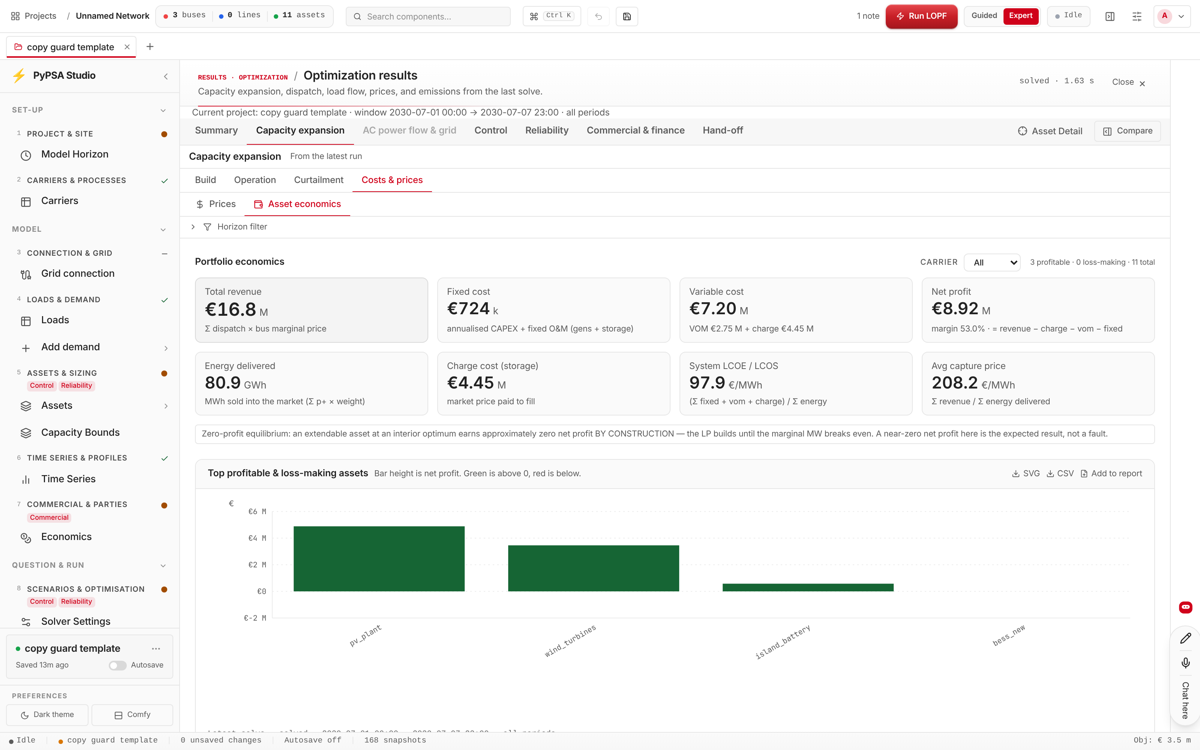 Projects / Unnamed Network 3 buses 0 lines 11 assets Search components... ⌘ Ctrl K 1 note Run LOPF Guided Expert Idle A
copy guard template × +
PyPSA Studio
SET-UP
1 PROJECT & SITE
Model Horizon
2 CARRIERS & PROCESSES
Carriers
MODEL
3 CONNECTION & GRID
Grid connection
4 LOADS & DEMAND
Loads
Add demand
5 ASSETS & SIZING
Control Reliability
Assets
Capacity Bounds
6 TIME SERIES & PROFILES
Time Series
7 COMMERCIAL & PARTIES
Commercial
Economics
QUESTION & RUN
8 SCENARIOS & OPTIMISATION
Control Reliability
Solver Settings
copy guard template ...
Saved 13m ago Autosave
PREFERENCES
Dark theme Comfy
RESULTS · OPTIMIZATION / Optimization results
Capacity expansion, dispatch, load flow, prices, and emissions from the last solve.
solved · 1.63 s Close ×
Current project: copy guard template · window 2030-07-01 00:00 → 2030-07-07 23:00 · all periods
Summary Capacity expansion AC power flow & grid Control Reliability Commercial & finance Hand-off Asset Detail Compare
Capacity expansion From the latest run
Build Operation Curtailment Costs & prices
$ Prices Asset economics
Horizon filter
Portfolio economics CARRIER All 3 profitable · 0 loss-making · 11 total
Total revenue
€16.8 M
Σ dispatch × bus marginal price
Fixed cost
€724 k
annualised CAPEX + fixed O&M (gens + storage)
Variable cost
€7.20 M
VOM €2.75 M + charge €4.45 M
Net profit
€8.92 M
margin 53.0% · = revenue − charge − vom − fixed
Energy delivered
80.9 GWh
MWh sold into the market (Σ p+ × weight)
Charge cost (storage)
€4.45 M
market price paid to fill
System LCOE / LCOS
97.9 €/MWh
(Σ fixed + vom + charge) / Σ energy
Avg capture price
208.2 €/MWh
Σ revenue / Σ energy delivered
Zero-profit equilibrium: an extendable asset at an interior optimum earns approximately zero net profit BY CONSTRUCTION — the LP builds until the marginal MW breaks even. A near-zero net profit here is the expected result, not a fault.
Top profitable & loss-making assets Bar height is net profit. Green is above 0, red is below. SVG CSV Add to report
€
€6 M
€4 M
€2 M
€0
€-2 M
pv_plant
wind_turbines
island_battery
bess_new
Chat here
Idle copy guard template 0 unsaved changes Autosave off 168 snapshots Obj: € 3.5 m